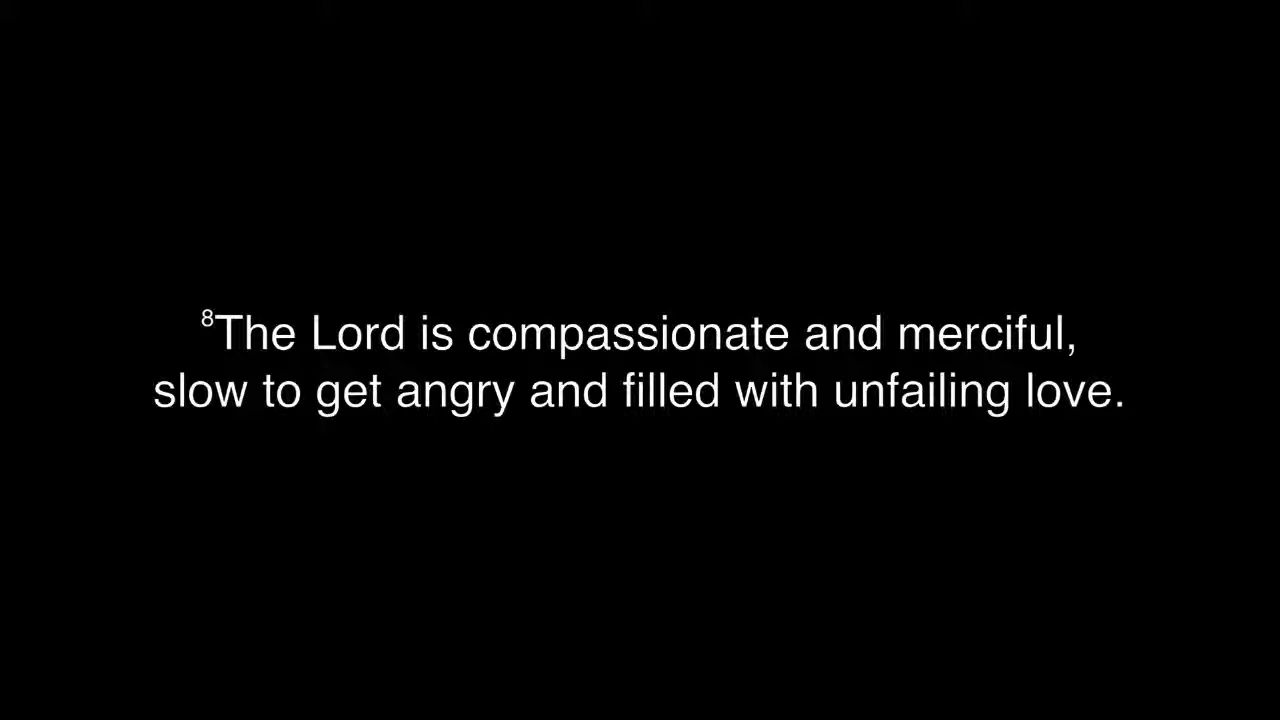 ⁸The Lord is compassionate and merciful,
slow to get angry and filled with unfailing love.